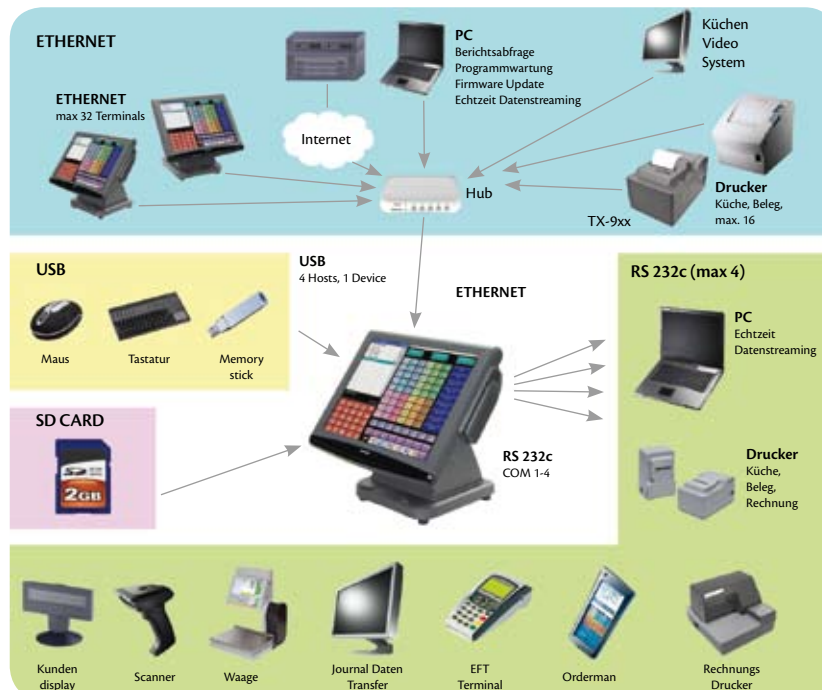 ETHERNET
ETHERNET
max 32 Terminals
Internet
PC
Berichtsabfrage
Programmwartung
Firmware Update
Echtzeit Datenstreaming
Küchen
Video
System
Hub
TX-9xx
Drucker
Küche, Beleg,
max. 16
USB
Maus
Tastatur
Memory
stick
USB
4 Hosts, 1 Device
ETHERNET
RS 232c (max 4)
PC
Echtzeit
Datenstreaming
SD CARD
SD
2GB
RS 232c
COM 1-4
Drucker
Küche,
Beleg,
Rechnung
Kunden
display
Scanner
Waage
Journal Daten
Transfer
EFT
Terminal
Orderman
Rechnungs
Drucker